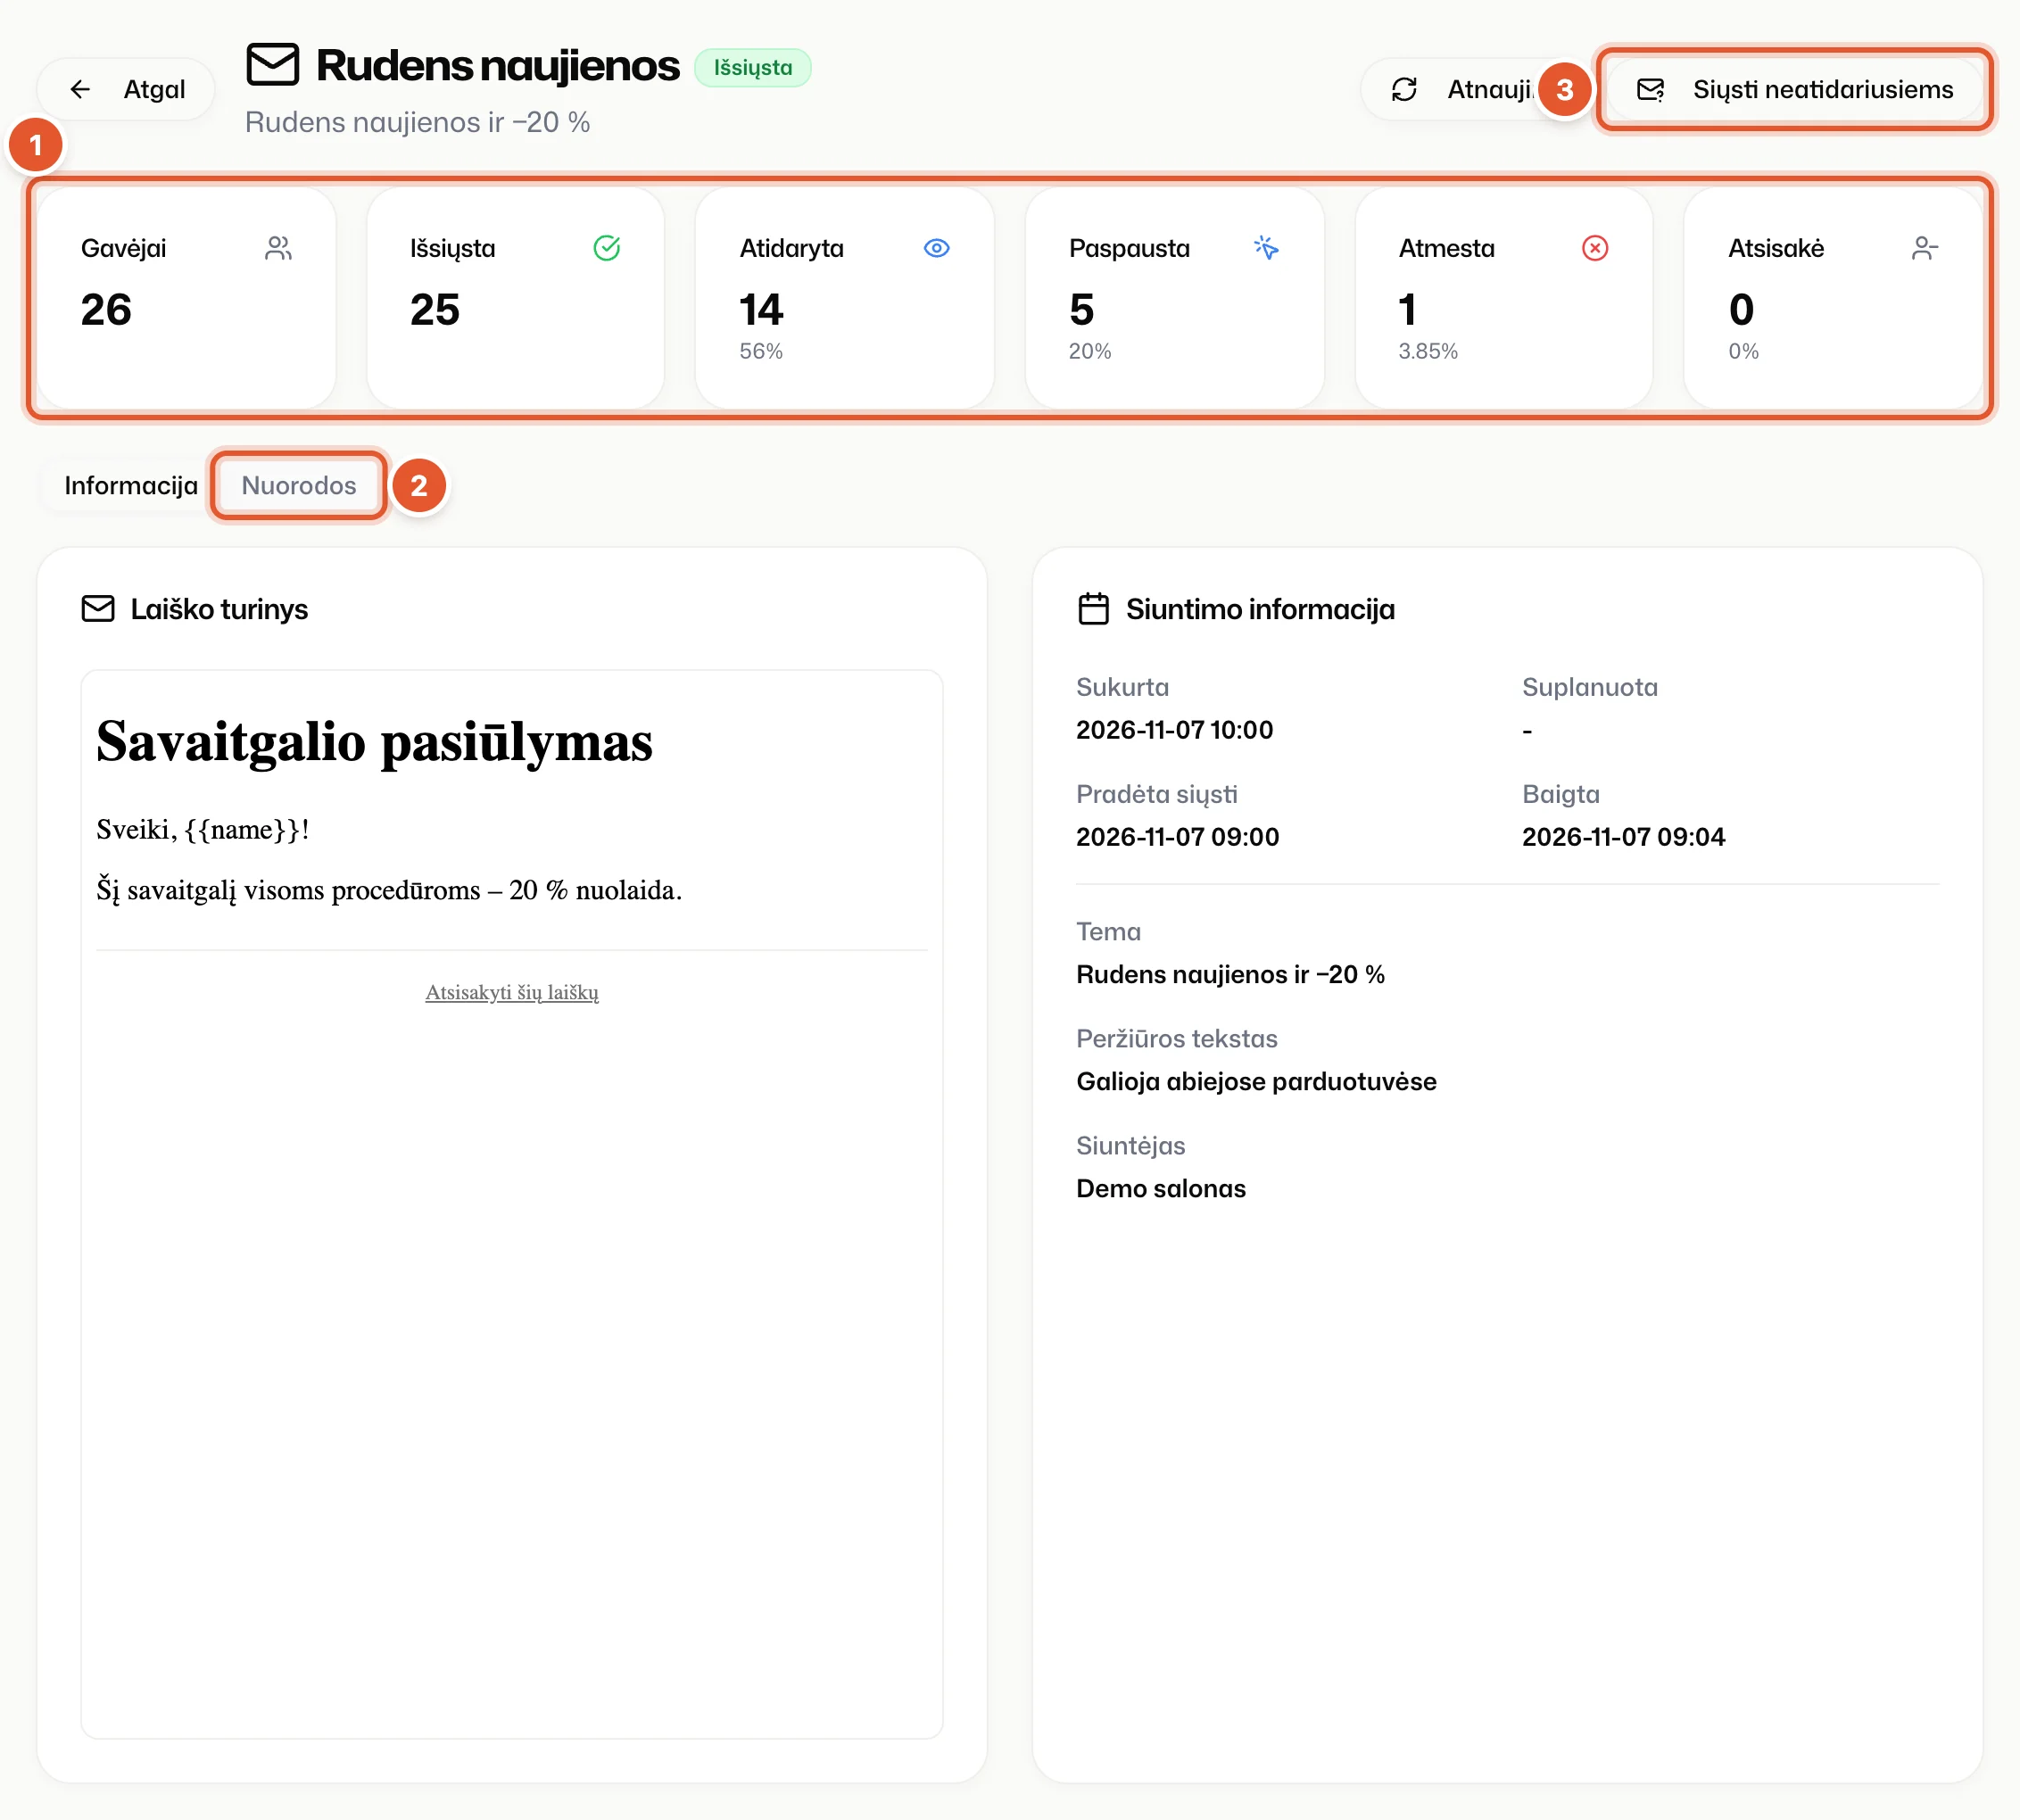 Atgal
Rudens naujienos
Išsiųsta
Rudens naujienos ir −20 %
3
Siųsti neatidariusiems
1
Gavėjai
26
Išsiųsta
25
Atidaryta
14
56%
Paspausta
5
20%
Atmesta
1
3.85%
Atsisakė
0
0%
Informacija
Nuorodos
2
Laiško turinys
Savaitgalio pasiūlymas
Sveiki, {{name}}!
Šį savaitgalį visoms procedūroms – 20 % nuolaida.
Atsisakyti šių laiškų
Siuntimo informacija
Sukurta
2026-11-07 10:00
Suplanuota
-
Pradėta siųsti
2026-11-07 09:00
Baigta
2026-11-07 09:04
Tema
Rudens naujienos ir −20 %
Peržiūros tekstas
Galioja abiejose parduotuvėse
Siuntėjas
Demo salonas